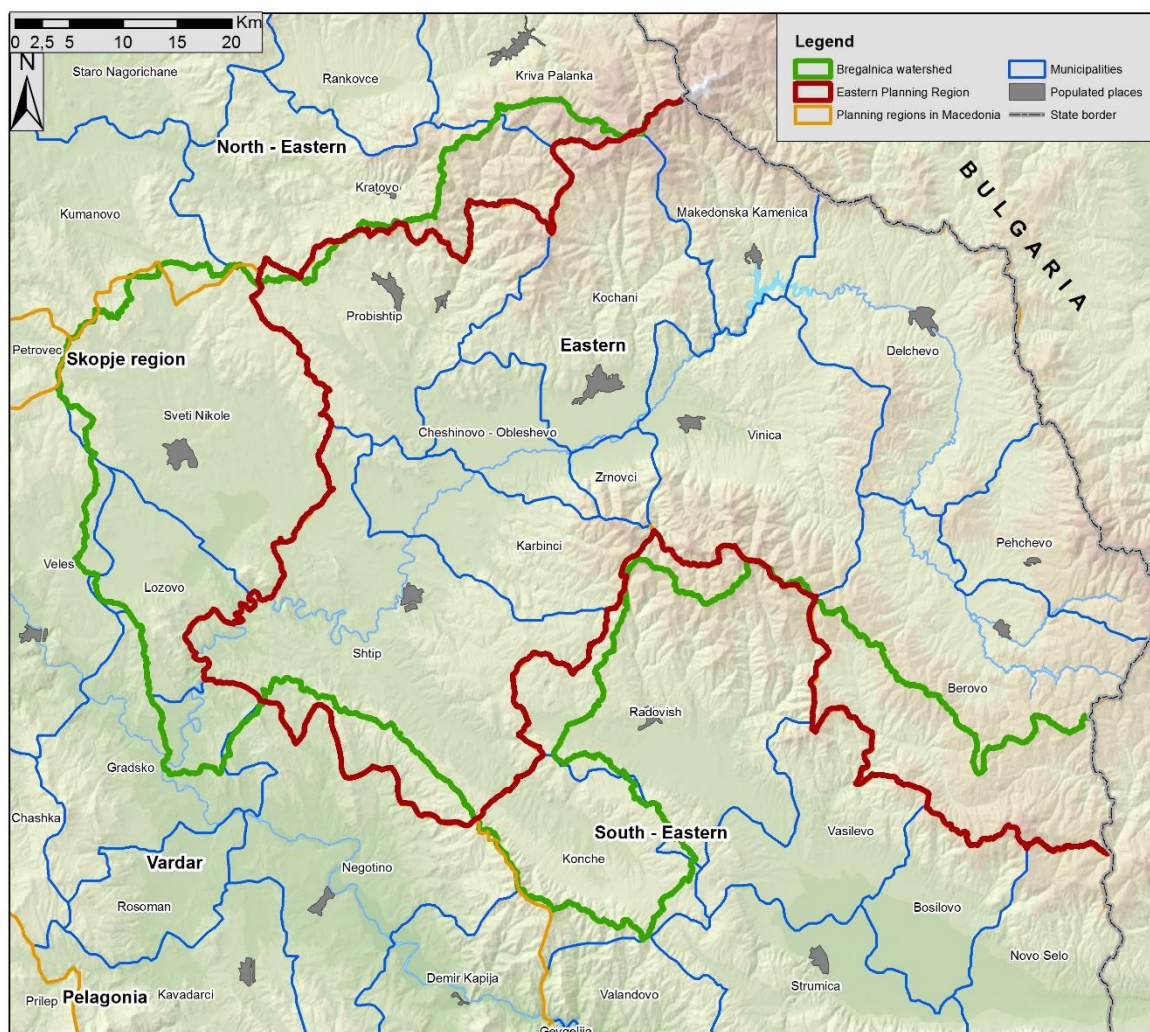 Km
0 2,5 5 10 15 20
N
Legend
Bregalnica watershed
Eastern Planning Region
Planning regions in Macedonia
Municipalities
Populated places
State border
Staro Nagorichane
Rankovce
Kriva Palanka
North - Eastern
BULGARIA
Kratovo
Kumanovo
Makedonska Kamenica
Kochani
Probishtip
Petrovec
Skopje region
Eastern
Delchevo
Sveti Nikole
Cheshinovo - Obleshevo
Vinica
Zrnovci
Karbinci
Pehchevo
Veles
Lozovo
Shtip
Berovo
Radovish
Gradsko
Chashka
Vardar
South - Eastern
Vasilevo
Konche
Negotino
Rosoman
Bosilovo
Novo Selo
Demir Kapija
Strumica
Prilep
Pelagonia
Kavadarci
Valandovo
Gevgelija